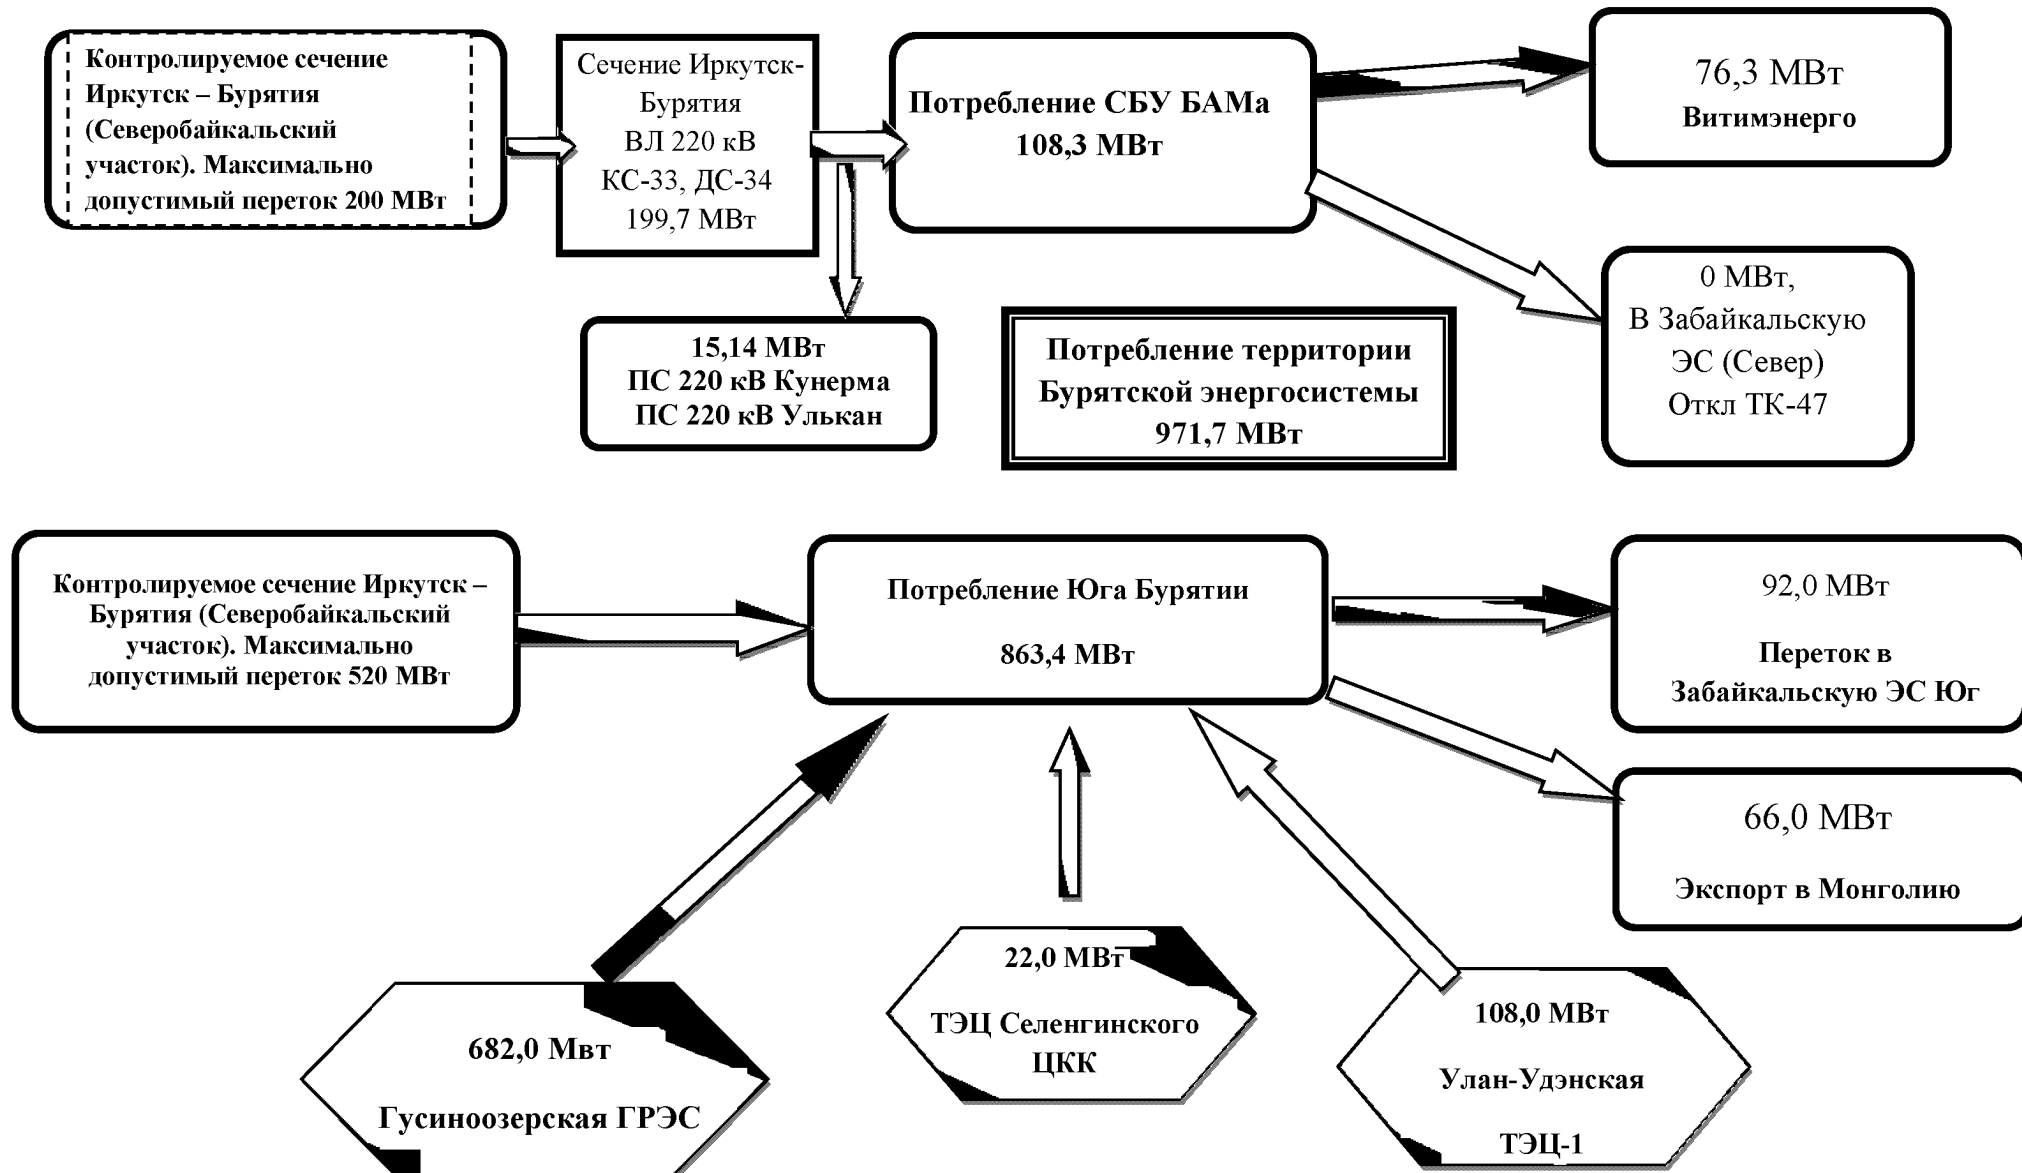 Контролируемое сечение
Иркутск – Бурятия
(Северобайкальский
участок). Максимально
допустимый переток 200 МВт
Сечение Иркутск-
Бурятия
ВЛ 220 кВ
КС-33, ДС-34
199,7 МВт
Потребление СБУ БАМа
108,3 МВт
76,3 МВт
Витимэнерго
15,14 МВт
ПС 220 кВ Кунерма
ПС 220 кВ Улькан
Потребление территории
Бурятской энергосистемы
971,7 МВт
0 МВт,
В Забайкальскую
ЭС (Север)
Откл ТК-47
Контролируемое сечение Иркутск –
Бурятия (Северобайкальский
участок). Максимально
допустимый переток 520 МВт
Потребление Юга Бурятии
863,4 МВт
92,0 МВт
Переток в
Забайкальскую ЭС Юг
66,0 МВт
Экспорт в Монголию
682,0 Мвт
Гусиноозерская ГРЭС
22,0 МВт
ТЭЦ Селенгинского
ЦКК
108,0 МВт
Улан-Удэнская
ТЭЦ-1